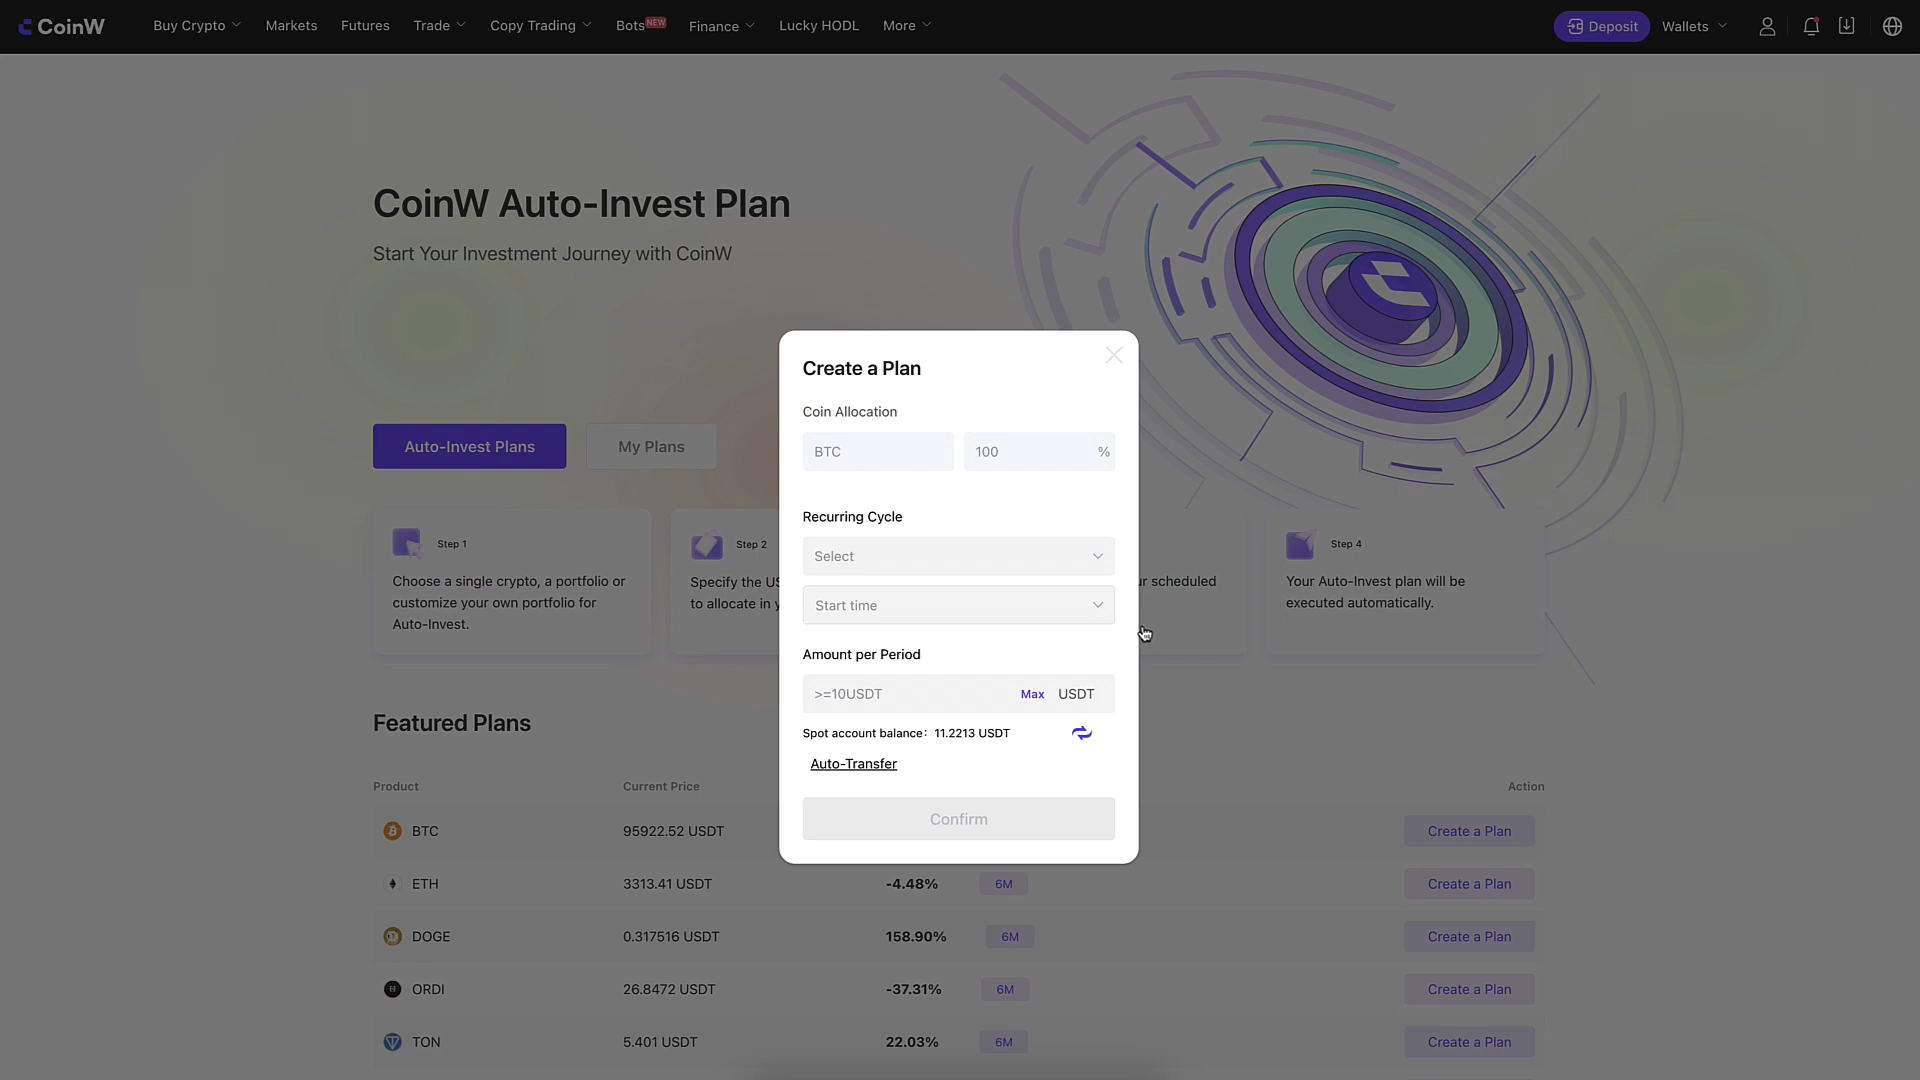 CoinW
Buy Crypto
Markets
Futures
Trade
Copy Trading
Bots NEW
Finance
Lucky HODL
More
Deposit
Wallets
CoinW Auto-Invest Plan
Start Your Investment Journey with CoinW
Auto-Invest Plans
My Plans
Step 1
Choose a single crypto, a portfolio or
customize your own portfolio for
Auto-Invest.
Step 2
Specify the
to allocate in
scheduled
Step 4
Your Auto-Invest plan will be
executed automatically.
Create a Plan
Coin Allocation
BTC
100 %
Recurring Cycle
Select
Start time
Amount per Period
>=10USDT Max USDT
Spot account balance: 11.2213 USDT
Auto-Transfer
Confirm
Featured Plans
Product Current Price Action
BTC 95922.52 USDT Create a Plan
ETH 3313.41 USDT -4.48% 6M Create a Plan
DOGE 0.317516 USDT 158.90% 6M Create a Plan
ORDI 26.8472 USDT -37.31% 6M Create a Plan
TON 5.401 USDT 22.03% 6M Create a Plan